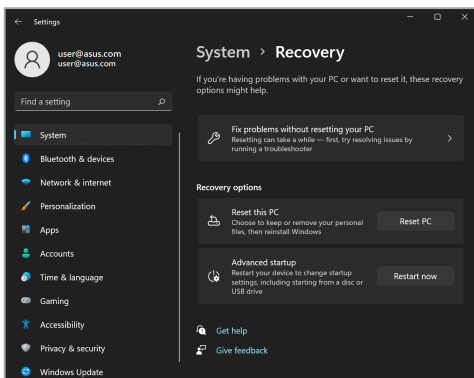 Settings
user@asus.com
user@asus.com
Find a setting
System
Bluetooth & devices
Network & internet
Personalization
Apps
Accounts
Time & language
Gaming
Accessibility
Privacy & security
Windows Update
System > Recovery
If you're having problems with your PC or want to reset it, these recovery
options might help.
Fix problems without resetting your PC
Resetting can take a while — first, try resolving issues by
running a troubleshooter
Recovery options
Reset this PC
Choose to keep or remove your personal
files, then reinstall Windows
Reset PC
Advanced startup
Restart your device to change startup
settings, including starting from a disc or
USB drive
Restart now
Get help
Give feedback